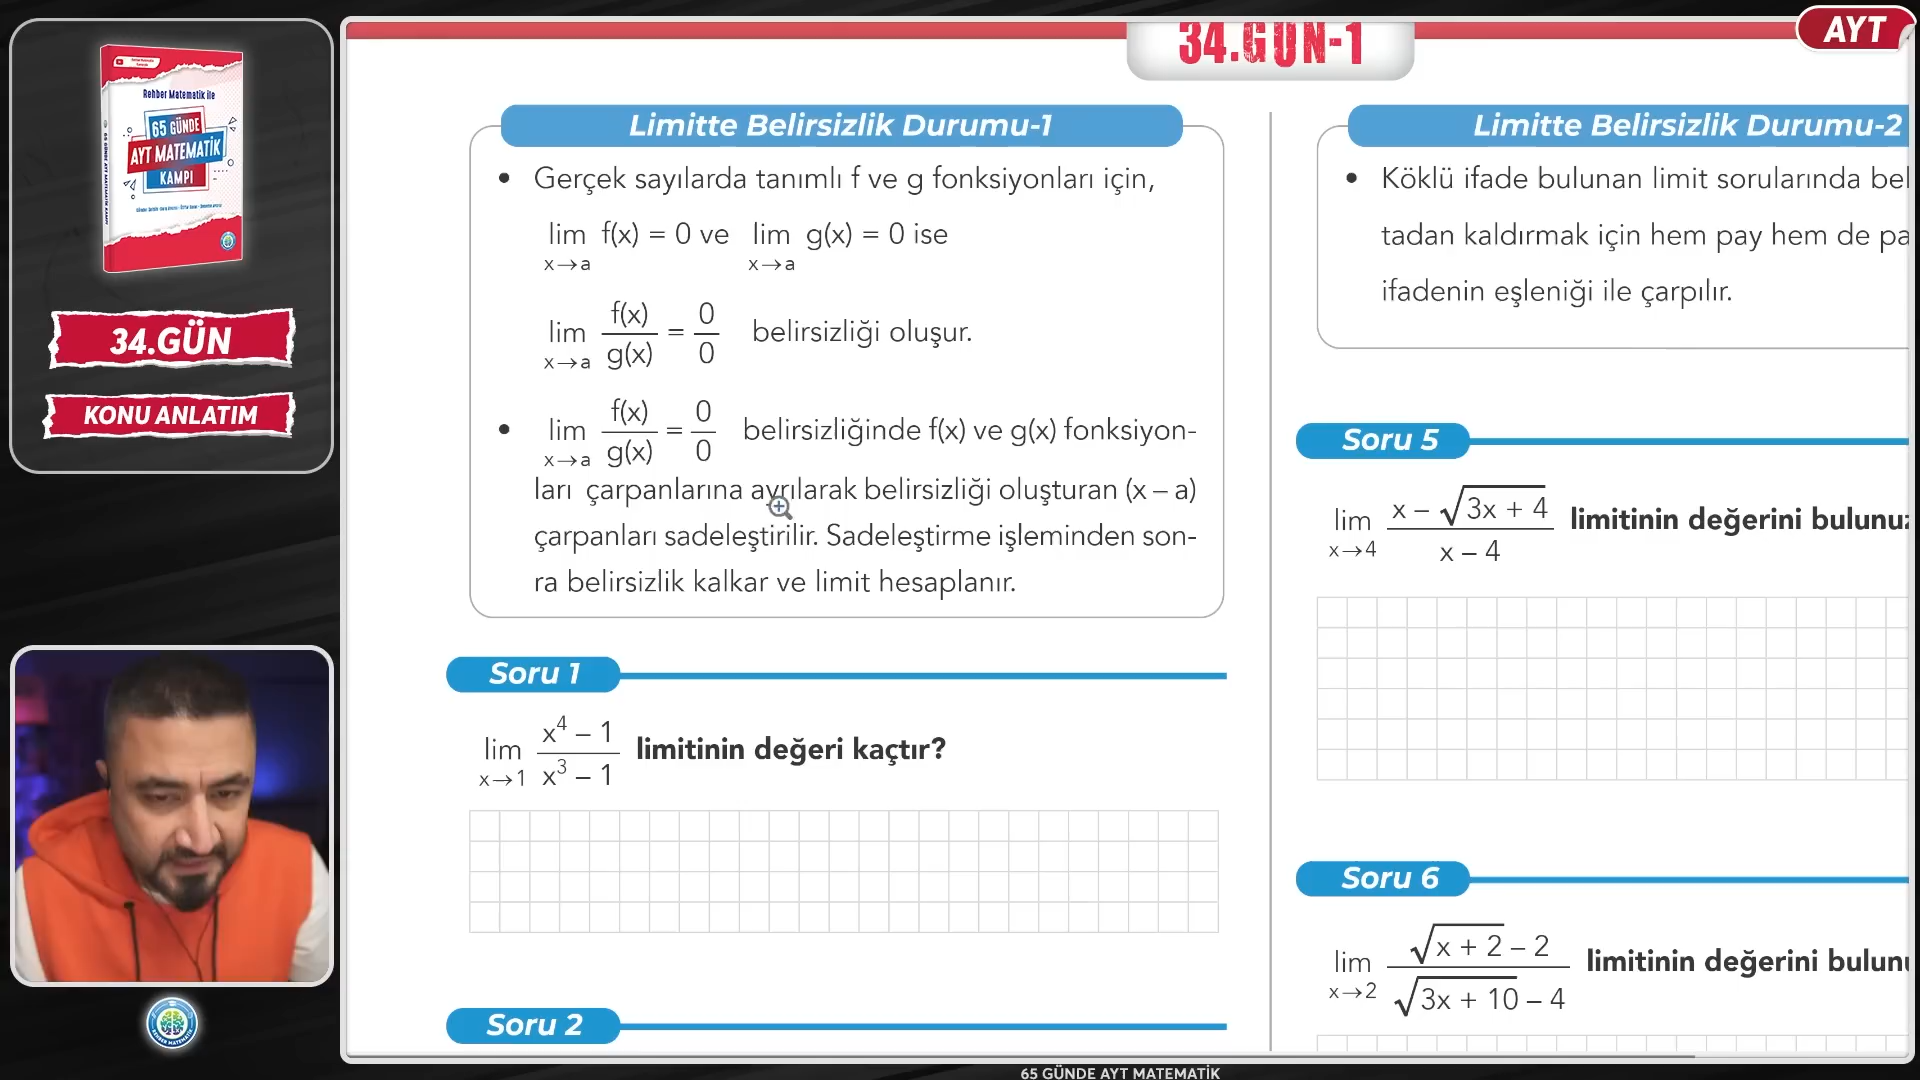 Rehber Matematik ile
65 GÜNDE
AYT MATEMATİK
KAMPI
34.GÜN
KONU ANLATIM
34.GÜN-1
AYT
Limitte Belirsizlik Durumu-1
• Gerçek sayılarda tanımlı f ve g fonksiyonları için,
lim x→a f(x) = 0 ve lim x→a g(x) = 0 ise
lim x→a f(x)/g(x) = 0/0 belirsizliği oluşur.
• lim x→a f(x)/g(x) = 0/0 belirsizliğinde f(x) ve g(x) fonksiyon-
ları çarpanlarına ayrılarak belirsizliği oluşturan (x – a)
çarpanları sadeleştirilir. Sadeleştirme işleminden son-
ra belirsizlik kalkar ve limit hesaplanır.
Soru 1
lim x→1 (x⁴ – 1)/(x³ – 1) limitinin değeri kaçtır?
Soru 2
Limitte Belirsizlik Durumu-2
• Köklü ifade bulunan limit sorularında bel
tadan kaldırmak için hem pay hem de pa
ifadenin eşleniği ile çarpılır.
Soru 5
lim x→4 (x – √(3x + 4))/(x – 4) limitinin değerini bulunuz
Soru 6
lim x→2 (√(x + 2) – 2)/(√(3x + 10) – 4) limitinin değerini bulunu
REHBER MATEMATİK
65 GÜNDE AYT MATEMATİK